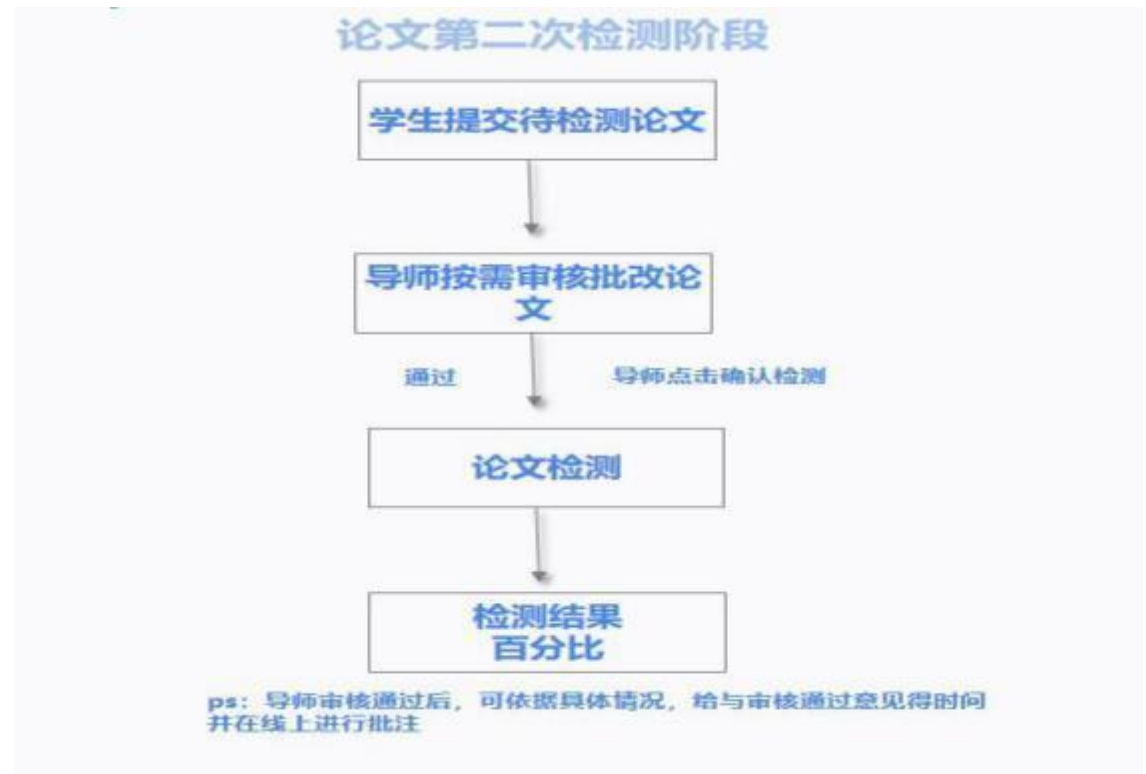 论文第二次检测阶段
学生提交待检测论文
导师按需审核批改论
文
通过
导师点击确认检测
论文检测
检测结果
百分比
ps：导师审核通过后，可依据具体情况，给与审核通过意见得时间
并在线上进行批注